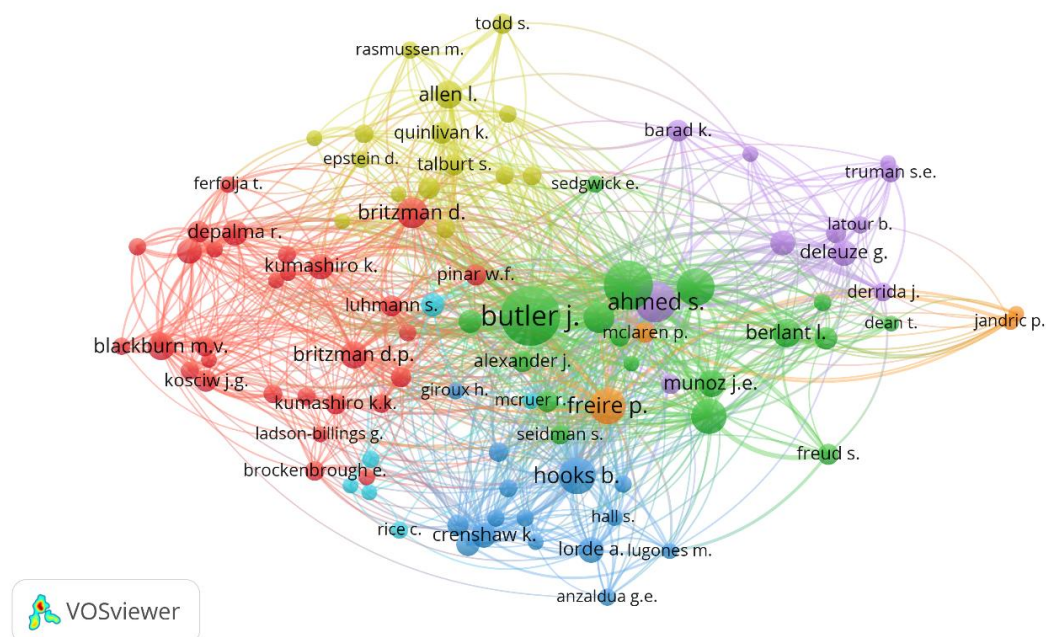 todd s.
rasmussen m.
allen l.
quinlivan k.
barad k.
epstein d.
talburt s.
truman s.e.
ferfolja t.
sedgwick e.
britzman d.
latour b.
depalma r.
deleuze g.
kumashiro k.
pinar w.f.
derrida j.
luhmann s.
ahmed s.
butler j.
jandric p.
mclaren p.
berlant l.
dean t.
blackburn m.v.
britzman d.p.
alexander j.
kosciw j.g.
giroux h.
munoz j.e.
mcruer r.
kumashiro k.k.
freire p.
ladson-billings g.
seidman s.
freud s.
brockenbrough e.
hooks b.
hall s.
rice c.
crenshaw k.
lorde a.
lugones m.
anzaldua g.e.
VOSviewer